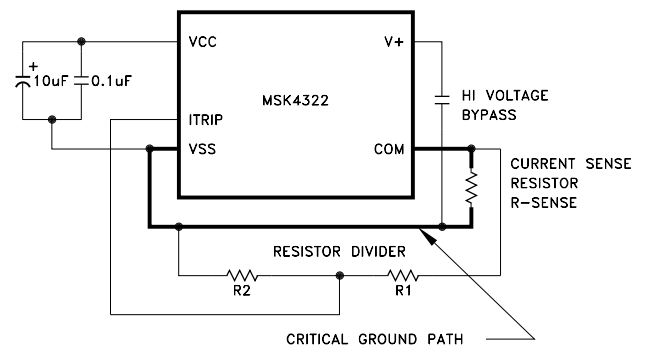 VCC
V+
+
10uF
0.1uF
MSK4322
HI VOLTAGE
BYPASS
ITRIP
VSS
COM
CURRENT SENSE
RESISTOR
R-SENSE
RESISTOR DIVIDER
R2
R1
CRITICAL GROUND PATH